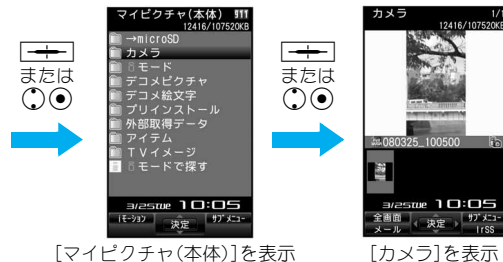 または
マイピクチャ(本体)
12416/107520KB
→microSD
カメラ
iモード
デコメピクチャ
デコメ絵文字
プリインストール
外部取得データ
アイテム
TVイメージ
iモードで探す
3/25TUE 10:05
iモーション 決定 サブメニュー
[マイピクチャ(本体)]を表示
または
カメラ 1/1
12416/107520KB
080325_100500
3/25TUE 10:05
全画面 決定 サブメニュー
メール IrSS
[カメラ]を表示